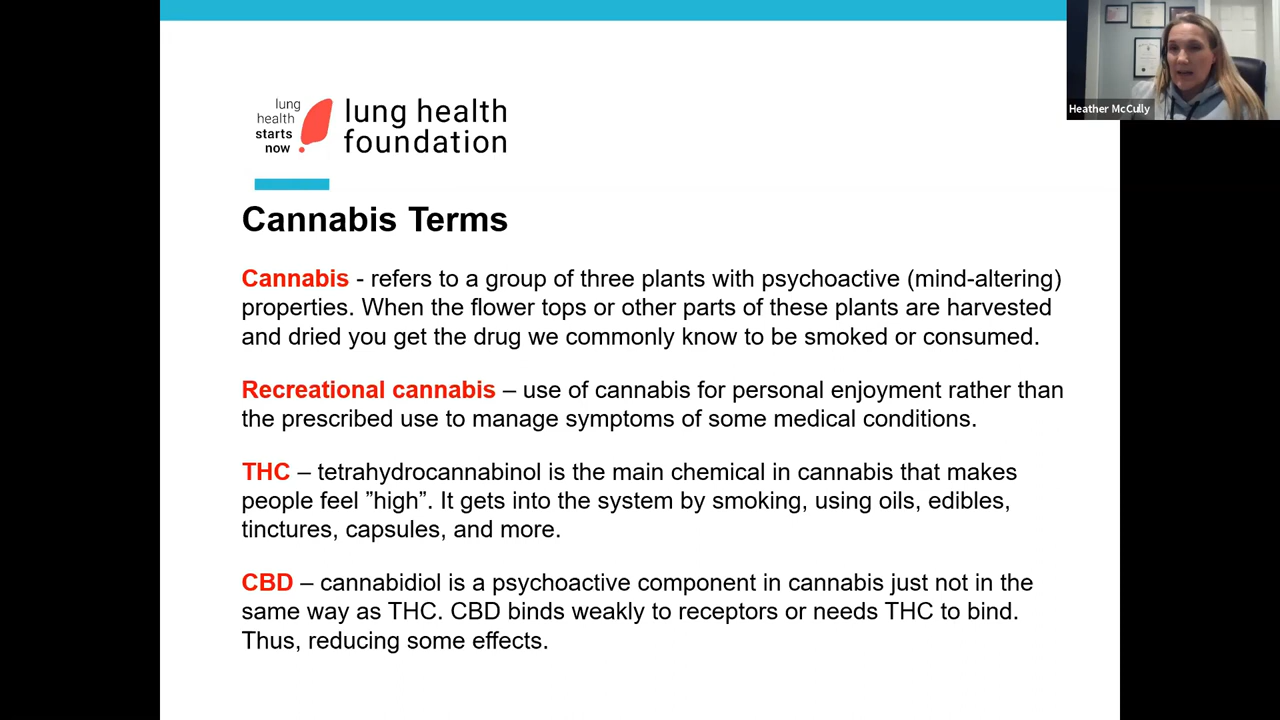 lung
health
starts
now
lung health
foundation
Heather McCully
Cannabis Terms
Cannabis - refers to a group of three plants with psychoactive (mind-altering)
properties. When the flower tops or other parts of these plants are harvested
and dried you get the drug we commonly know to be smoked or consumed.
Recreational cannabis – use of cannabis for personal enjoyment rather than
the prescribed use to manage symptoms of some medical conditions.
THC – tetrahydrocannabinol is the main chemical in cannabis that makes
people feel ”high”. It gets into the system by smoking, using oils, edibles,
tinctures, capsules, and more.
CBD – cannabidiol is a psychoactive component in cannabis just not in the
same way as THC. CBD binds weakly to receptors or needs THC to bind.
Thus, reducing some effects.